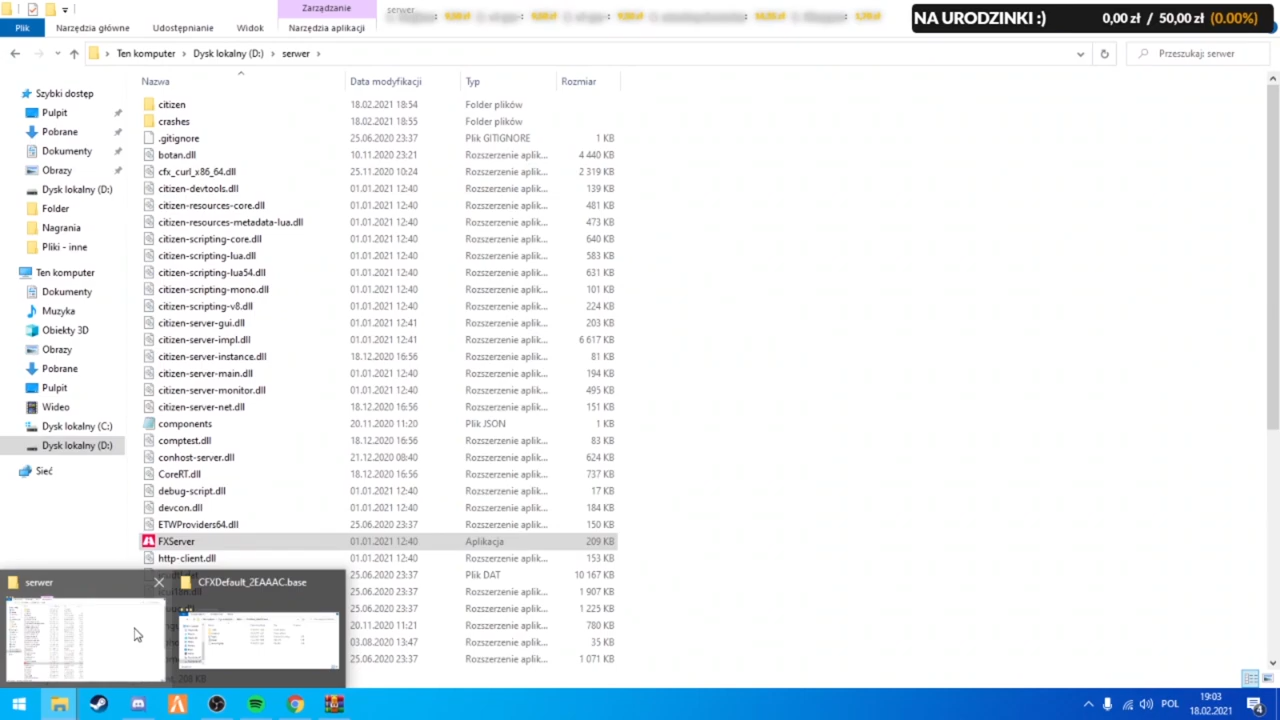 Zarządzanie
serwer
NA URODZINKI :)
0,00 zł / 50,00 zł (0.00%)
Plik
Narzędzia główne
Udostępnianie
Widok
Narzędzia aplikacji
Ten komputer
Dysk lokalny (D:)
serwer
Przeszukaj: serwer
Nazwa
Data modyfikacji
Typ
Rozmiar
Szybki dostęp
Pulpit
Pobrane
Dokumenty
Obrazy
Dysk lokalny (D:)
Folder
Nagrania
Pliki - inne
Ten komputer
Dokumenty
Muzyka
Obiekty 3D
Obrazy
Pobrane
Pulpit
Wideo
Dysk lokalny (C:)
Dysk lokalny (D:)
Sieć
citizen 18.02.2021 18:54 Folder plików
crashes 18.02.2021 18:55 Folder plików
.gitignore 25.06.2020 23:37 Plik GITIGNORE 1 KB
botan.dll 10.11.2020 23:21 Rozszerzenie aplik... 4 440 KB
cfx_curl_x86_64.dll 25.11.2020 10:24 Rozszerzenie aplik... 2 319 KB
citizen-devtools.dll 01.01.2021 12:40 Rozszerzenie aplik... 139 KB
citizen-resources-core.dll 01.01.2021 12:40 Rozszerzenie aplik... 481 KB
citizen-resources-metadata-lua.dll 01.01.2021 12:40 Rozszerzenie aplik... 473 KB
citizen-scripting-core.dll 01.01.2021 12:40 Rozszerzenie aplik... 640 KB
citizen-scripting-lua.dll 01.01.2021 12:40 Rozszerzenie aplik... 583 KB
citizen-scripting-lua54.dll 01.01.2021 12:40 Rozszerzenie aplik... 631 KB
citizen-scripting-mono.dll 01.01.2021 12:40 Rozszerzenie aplik... 101 KB
citizen-scripting-v8.dll 01.01.2021 12:40 Rozszerzenie aplik... 224 KB
citizen-server-gui.dll 01.01.2021 12:41 Rozszerzenie aplik... 203 KB
citizen-server-impl.dll 01.01.2021 12:41 Rozszerzenie aplik... 6 617 KB
citizen-server-instance.dll 18.12.2020 16:56 Rozszerzenie aplik... 81 KB
citizen-server-main.dll 01.01.2021 12:40 Rozszerzenie aplik... 194 KB
citizen-server-monitor.dll 01.01.2021 12:40 Rozszerzenie aplik... 495 KB
citizen-server-net.dll 18.12.2020 16:56 Rozszerzenie aplik... 151 KB
components 20.11.2020 11:20 Plik JSON 1 KB
comptest.dll 18.12.2020 16:56 Rozszerzenie aplik... 83 KB
conhost-server.dll 21.12.2020 08:40 Rozszerzenie aplik... 624 KB
CoreRT.dll 18.12.2020 16:56 Rozszerzenie aplik... 737 KB
debug-script.dll 01.01.2021 12:40 Rozszerzenie aplik... 17 KB
devcon.dll 01.01.2021 12:40 Rozszerzenie aplik... 184 KB
ETWProviders64.dll 25.06.2020 23:37 Rozszerzenie aplik... 150 KB
FXServer 01.01.2021 12:40 Aplikacja 209 KB
http-client.dll 01.01.2021 12:40 Rozszerzenie aplik... 153 KB
25.06.2020 23:37 Plik DAT 10 167 KB
25.06.2020 23:37 Rozszerzenie aplik... 1 907 KB
25.06.2020 23:37 Rozszerzenie aplik... 1 225 KB
20.11.2020 11:21 Rozszerzenie aplik... 780 KB
03.08.2020 13:47 Rozszerzenie aplik... 35 KB
25.06.2020 23:37 Rozszerzenie aplik... 1 071 KB
serwer
CFXDefault_2EAAAC.base
208 KB
POL
19:03
18.02.2021
4